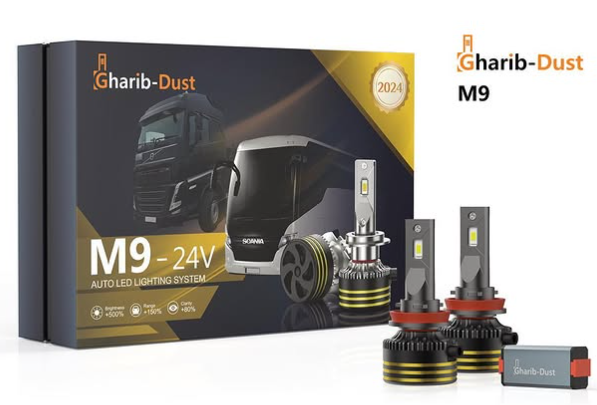 Gharib-Dust
2024
SCANIA
M9 - 24V
AUTO LED LIGHTING SYSTEM
Brightness
+500%
Range
+150%
Clarity
+80%
Gharib-Dust
M9
Gharib-Dust